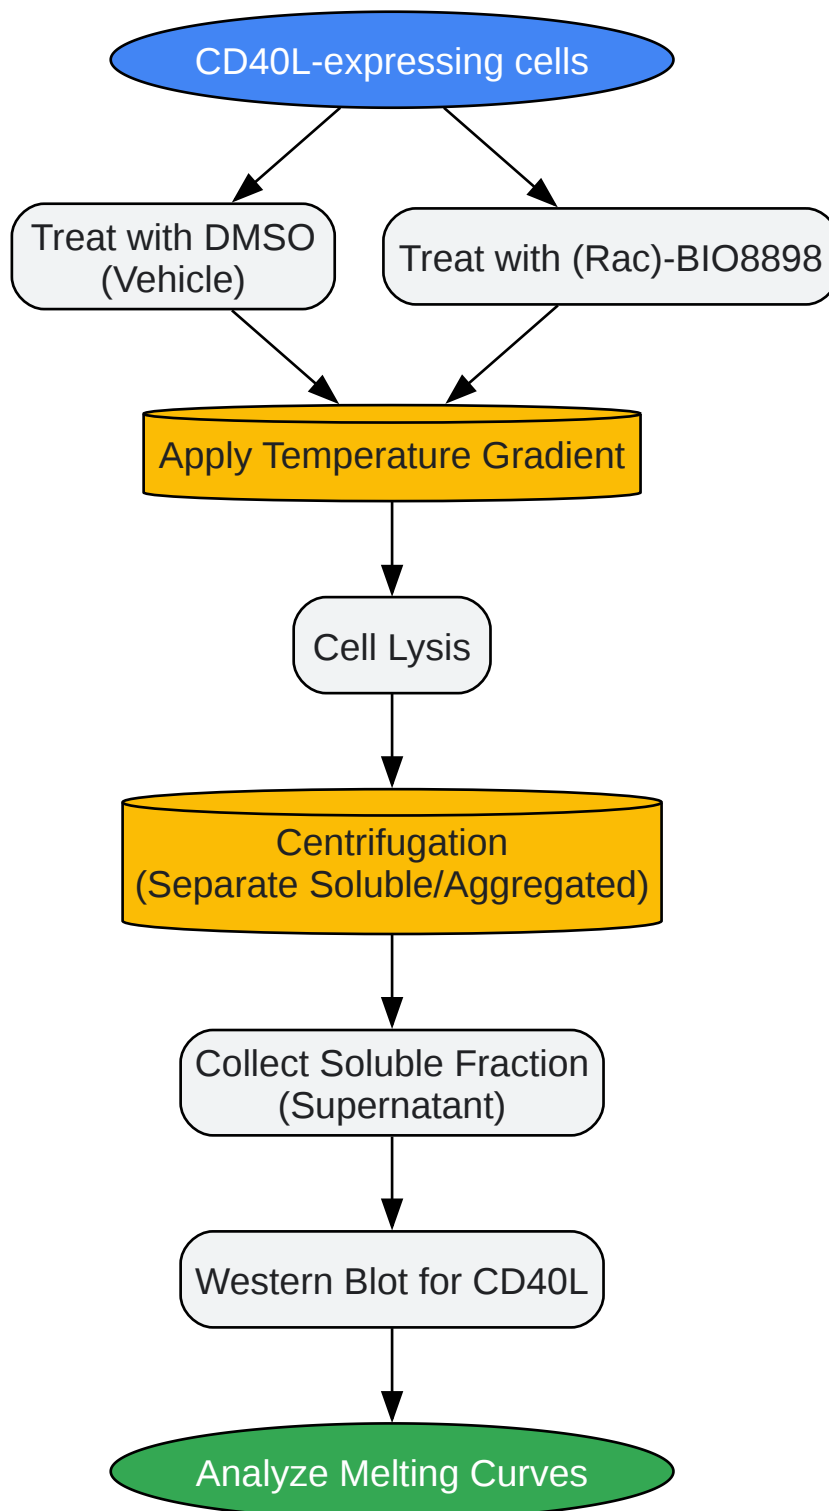 CD40L-expressing cells
Treat with DMSO
(Vehicle)
Treat with (Rac)-BIO8898
Apply Temperature Gradient
Cell Lysis
Centrifugation
(Separate Soluble/Aggregated)
Collect Soluble Fraction
(Supernatant)
Western Blot for CD40L
Analyze Melting Curves